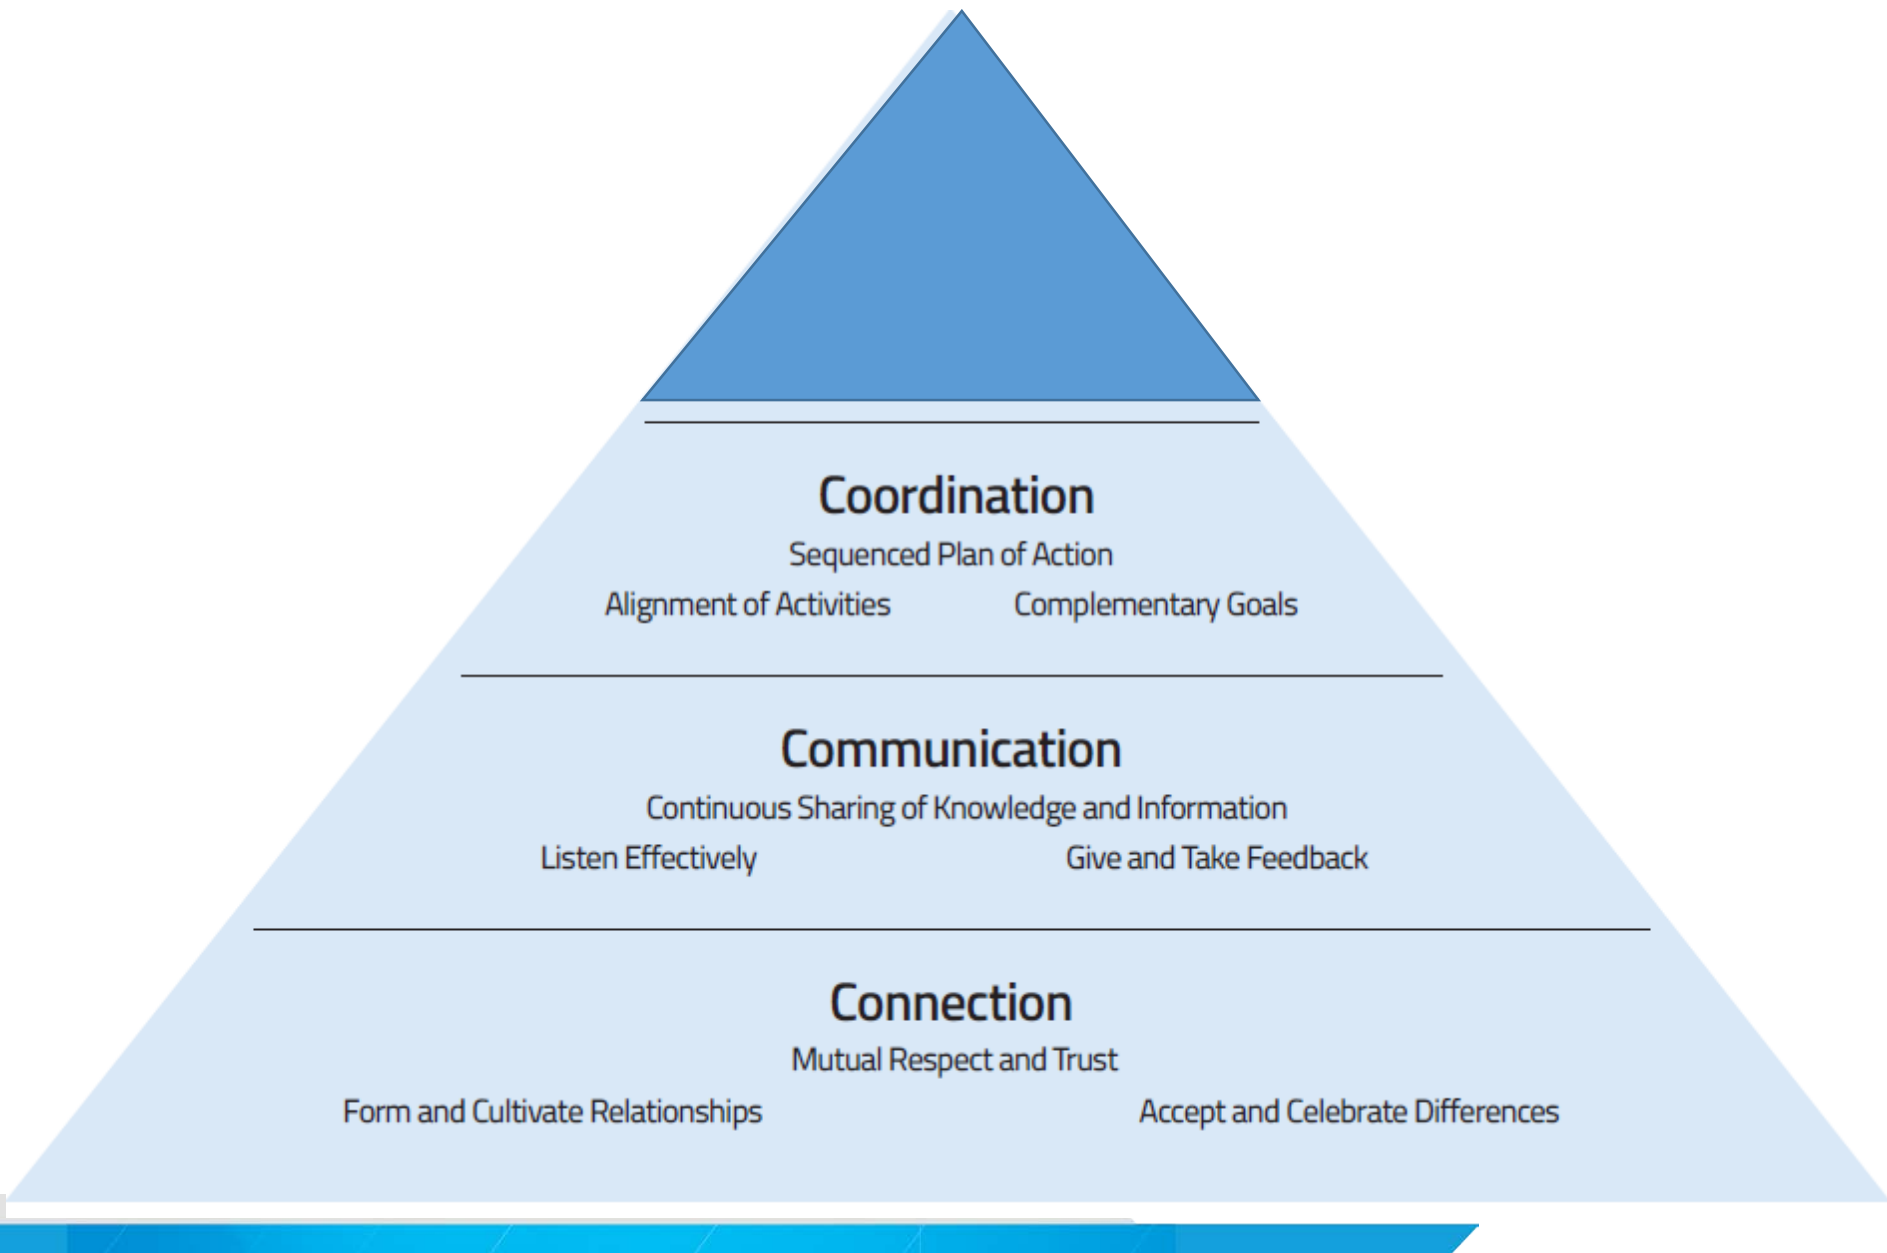 Coordination
Sequenced Plan of Action
Alignment of Activities Complementary Goals
Communication
Continuous Sharing of Knowledge and Information
Listen Effectively Give and Take Feedback
Connection
Mutual Respect and Trust
Form and Cultivate Relationships Accept and Celebrate Differences